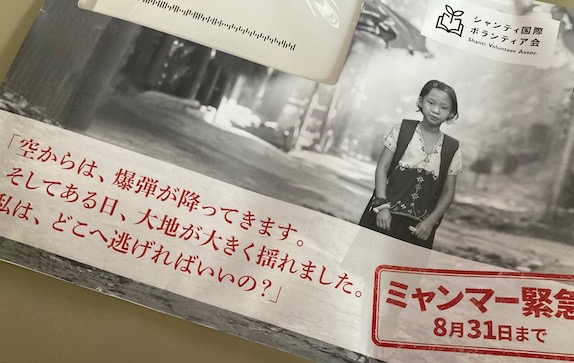 シャンティ国際
ボランティア会
Shanti Volunteer Assoc.
「空からは、爆弾が降ってきます。
そしてある日、大地が大きく揺れました。
私は、どこへ逃げればいいの?」
ミャンマー緊急
8月31日まで